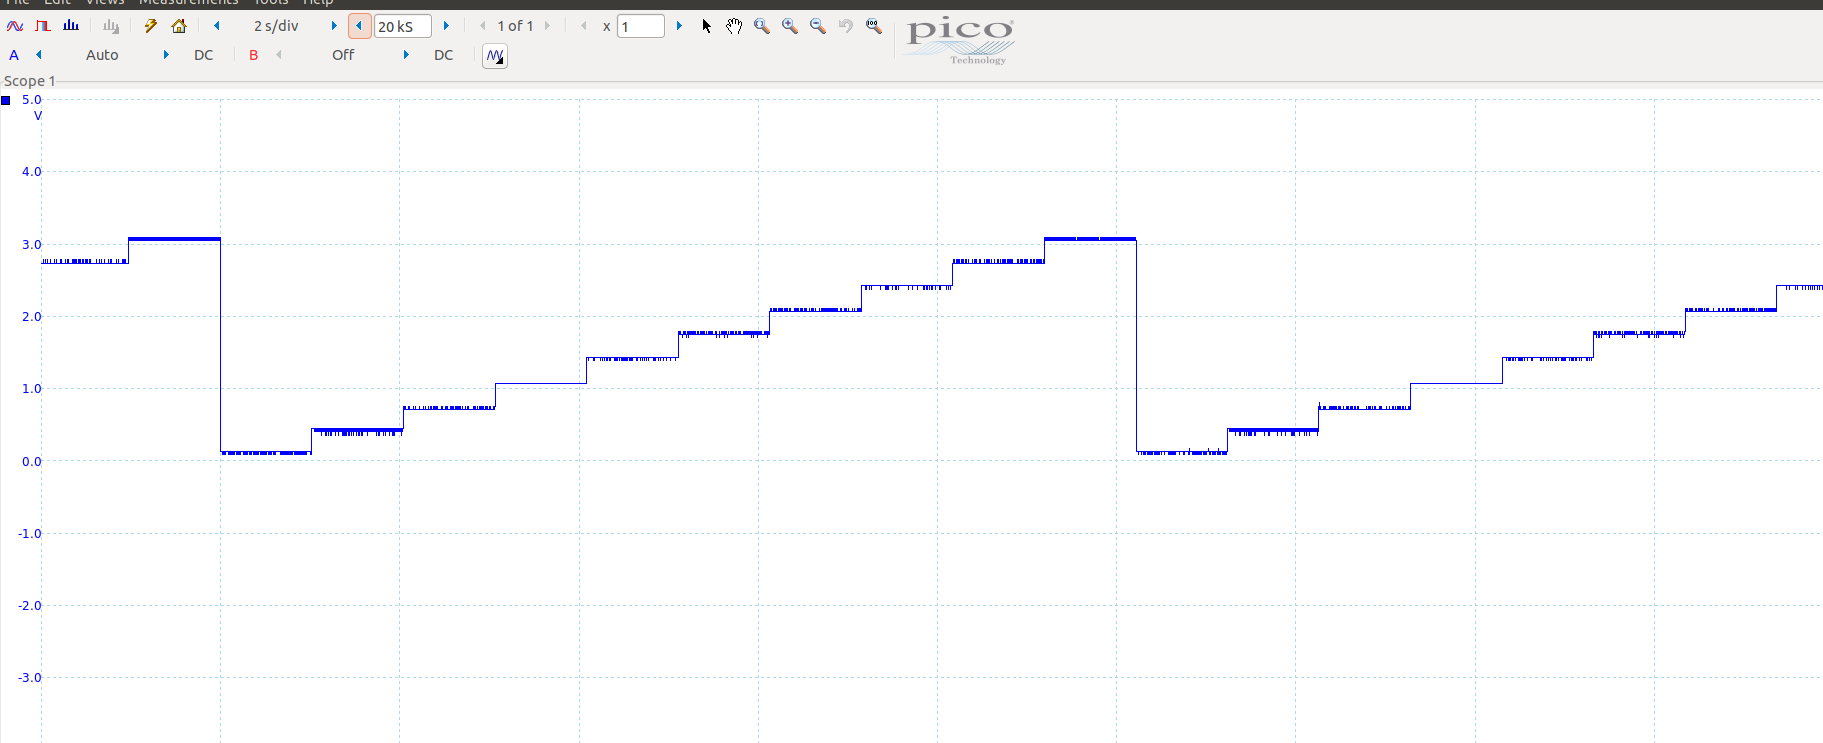 File Edit Views Measurements Tools Help
2 s/div 20 kS 1 of 1 x 1
pico
Technology
A Auto DC B Off DC
Scope 1
5.0
V
4.0
3.0
2.0
1.0
0.0
-1.0
-2.0
-3.0